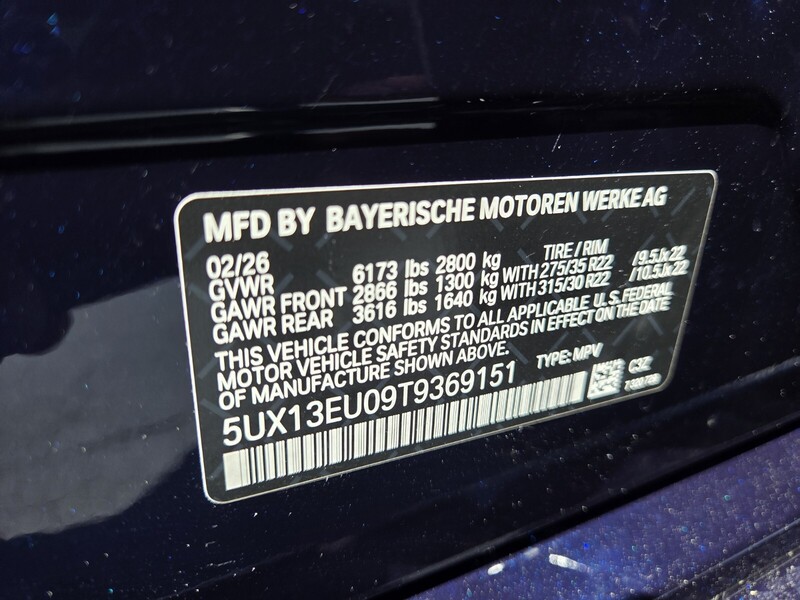 MFD BY BAYERISCHE MOTOREN WERKE AG
02/26 TIRE / RIM
GVWR 6173 lbs 2800 kg
GAWR FRONT 2866 lbs 1300 kg WITH 275/35 R22 /9.5Jx22
GAWR REAR 3616 lbs 1640 kg WITH 315/30 R22 /10.5Jx22
THIS VEHICLE CONFORMS TO ALL APPLICABLE U.S. FEDERAL
MOTOR VEHICLE SAFETY STANDARDS IN EFFECT ON THE DATE
OF MANUFACTURE SHOWN ABOVE. TYPE: MPV
5UX13EU09T9369151
C3Z